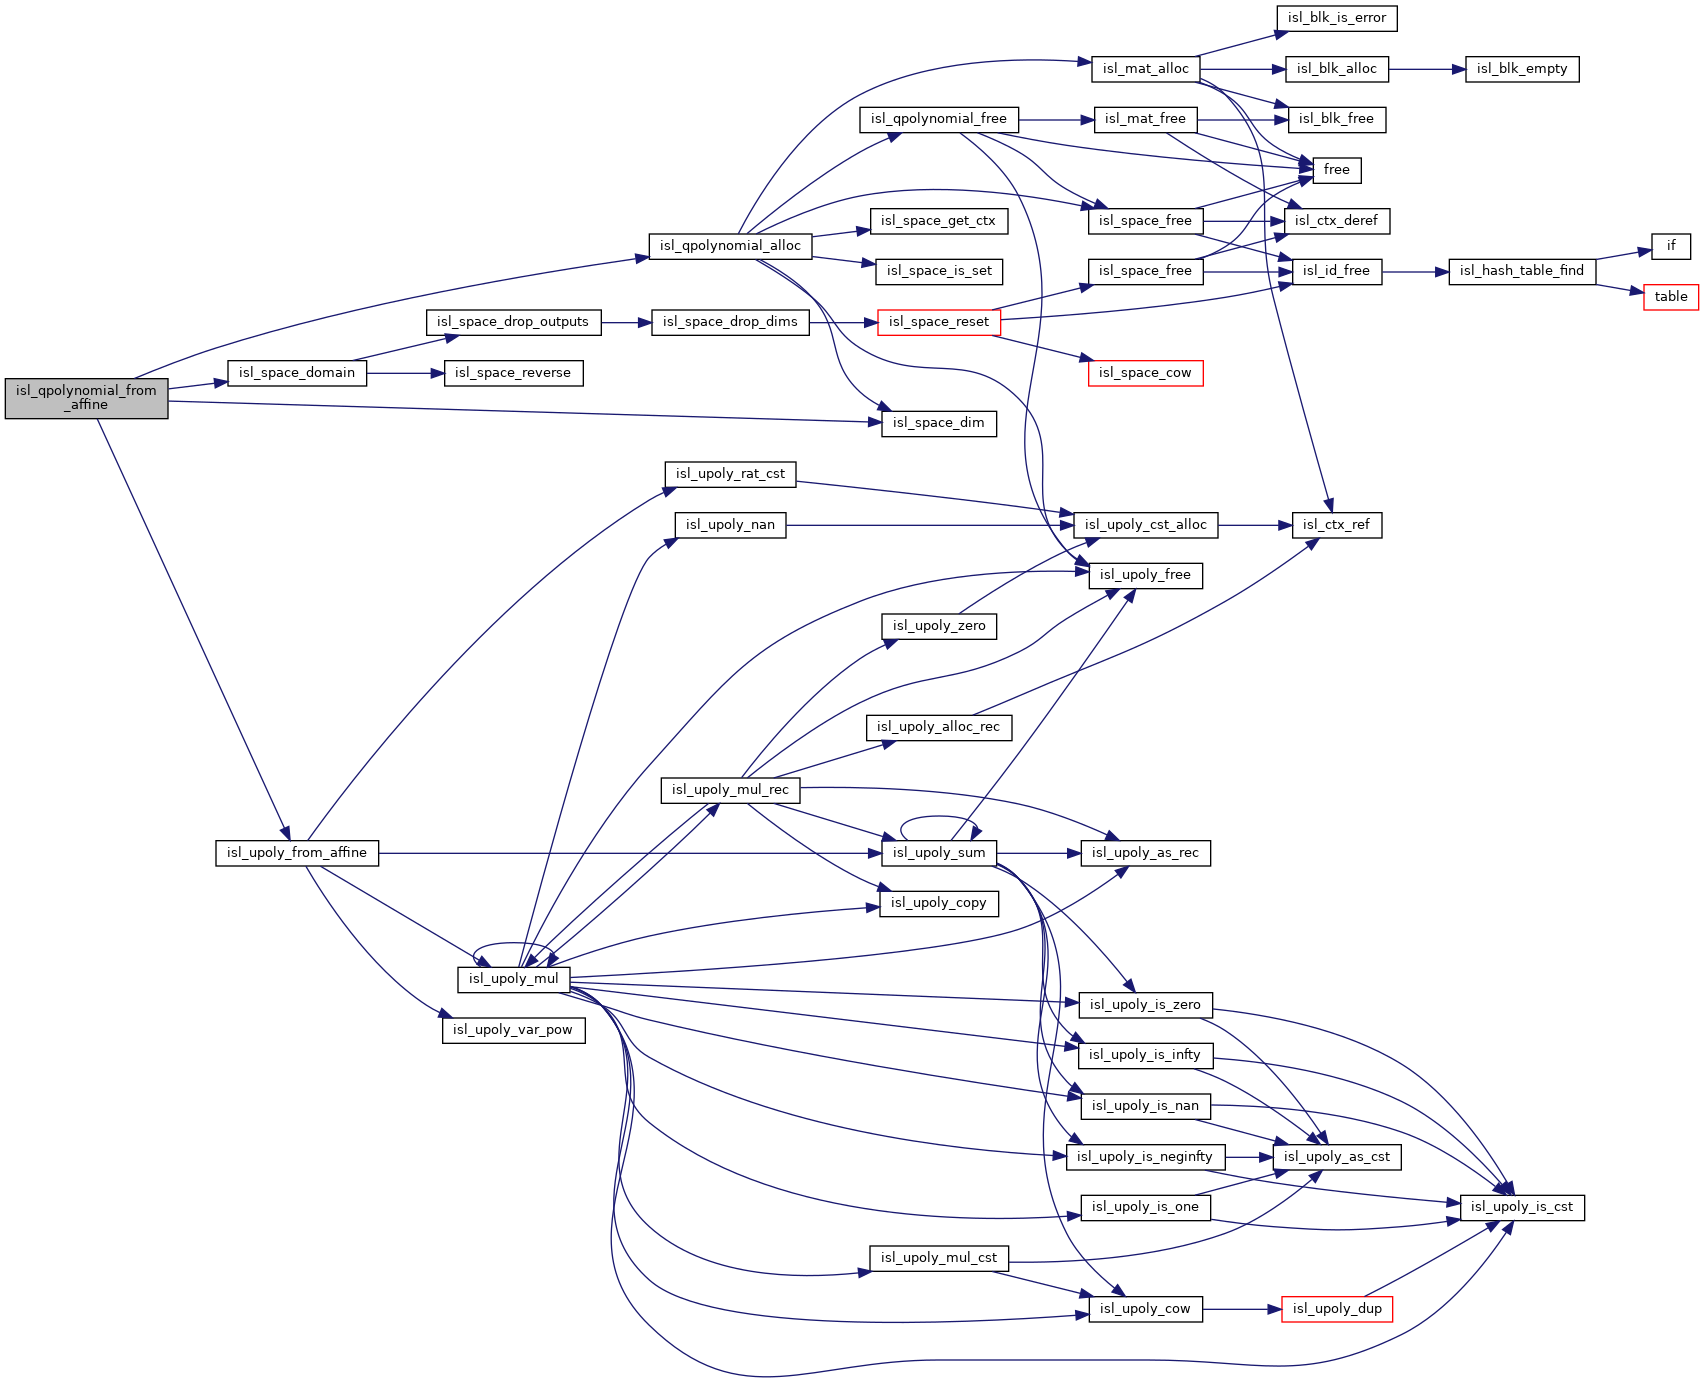 isl_blk_is_error
isl_mat_alloc
isl_blk_alloc
isl_blk_empty
isl_qpolynomial_free
isl_mat_free
isl_blk_free
free
isl_space_get_ctx
isl_space_free
isl_ctx_deref
isl_qpolynomial_alloc
isl_space_is_set
isl_space_free
isl_id_free
isl_hash_table_find
if
table
isl_space_drop_outputs
isl_space_drop_dims
isl_space_reset
isl_space_domain
isl_space_reverse
isl_space_cow
isl_qpolynomial_from
_affine
isl_space_dim
isl_upoly_rat_cst
isl_upoly_nan
isl_upoly_cst_alloc
isl_ctx_ref
isl_upoly_free
isl_upoly_zero
isl_upoly_alloc_rec
isl_upoly_mul_rec
isl_upoly_from_affine
isl_upoly_sum
isl_upoly_as_rec
isl_upoly_copy
isl_upoly_mul
isl_upoly_is_zero
isl_upoly_var_pow
isl_upoly_is_infty
isl_upoly_is_nan
isl_upoly_is_neginfty
isl_upoly_as_cst
isl_upoly_is_one
isl_upoly_is_cst
isl_upoly_mul_cst
isl_upoly_cow
isl_upoly_dup